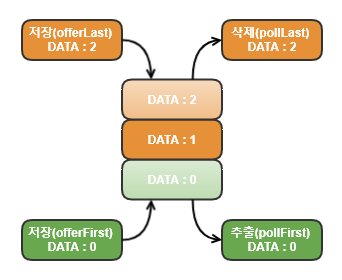 저장(offerLast)
DATA : 2
삭제(pollLast)
DATA : 2
DATA : 2
DATA : 1
DATA : 0
저장(offerFirst)
DATA : 0
추출(pollFirst)
DATA : 0